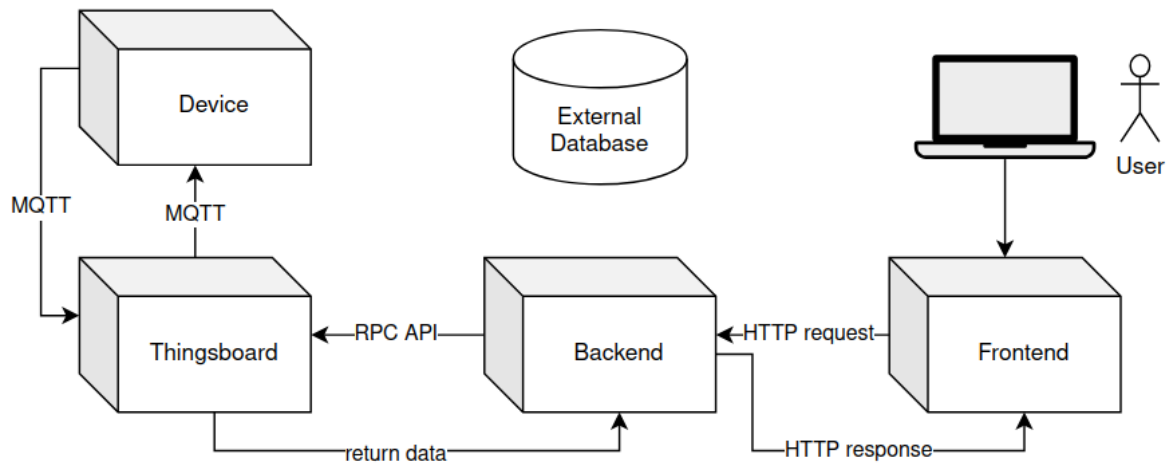 Device
External
Database
User
MQTT
MQTT
Thingsboard
RPC API
Backend
HTTP request
Frontend
return data
HTTP response